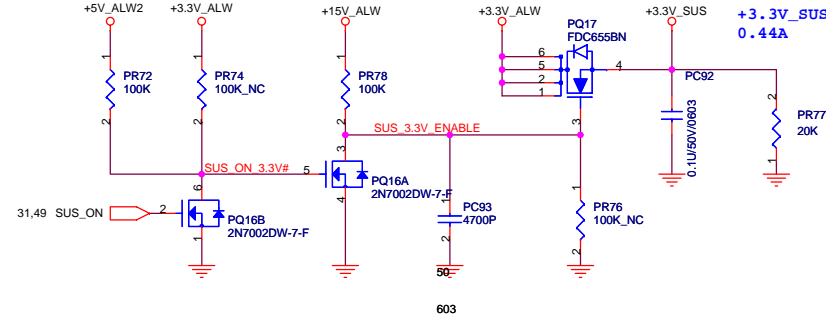 +5V_ALW2
+3.3V_ALW
+15V_ALW
+3.3V_ALW
+3.3V_SUS
+3.3V_SUS
0.44A
PQ17
FDC655BN
6
5
2
1
4
3
PC92
0.1U/50V/0603
1
PR72
100K
2
1
PR74
100K_NC
2
1
PR78
100K
2
2
PR77
20K
1
SUS_3.3V_ENABLE
SUS_ON_3.3V#
5
3
4
PQ16A
2N7002DW-7-F
31,49 SUS_ON
2
6
1
PQ16B
2N7002DW-7-F
1
PC93
4700P
2
50
603
1
PR76
100K_NC
2